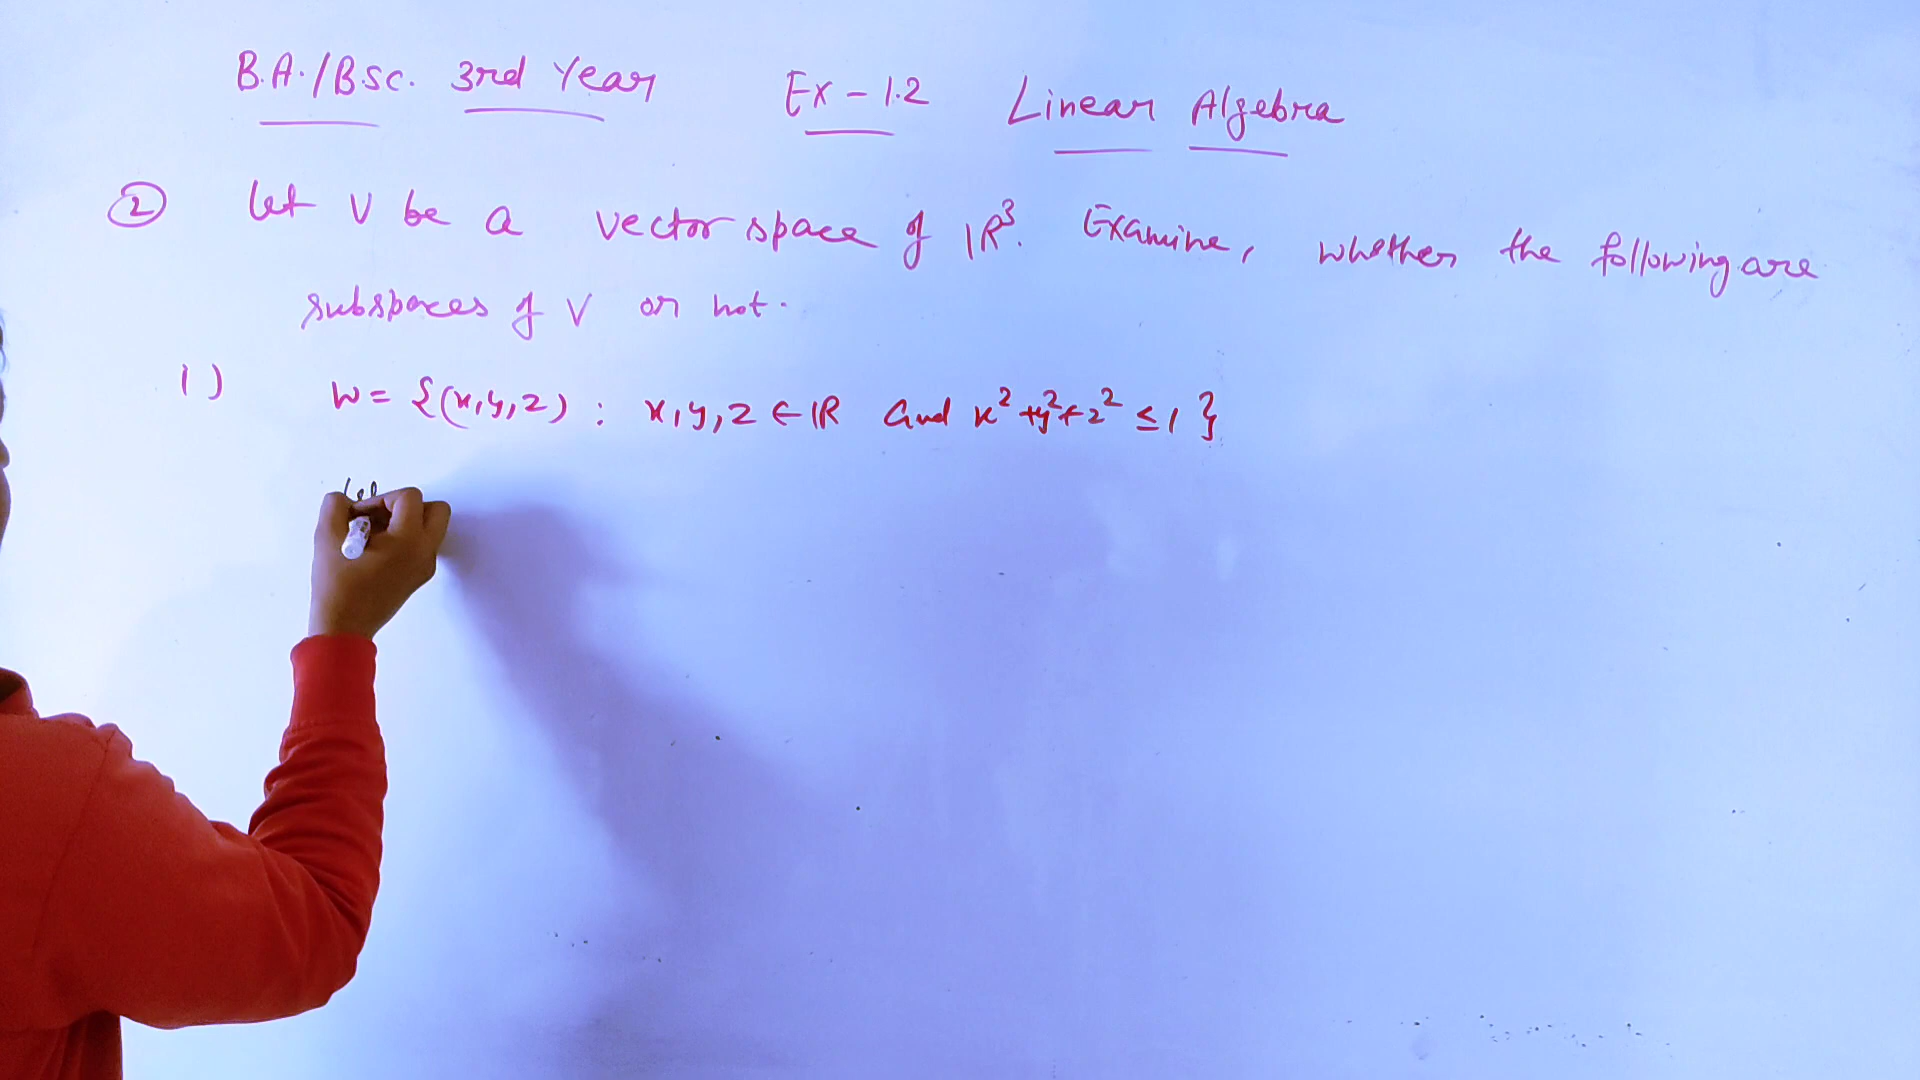 B.A./B.sc. 3rd Year Ex - 1.2 Linear Algebra
② Let V be a vector space of IR³. Examine, whether the following are
subspaces of V or not.
1) W = {(x,y,z) : x,y,z ∈ IR and x²+y²+z² ≤ 1}